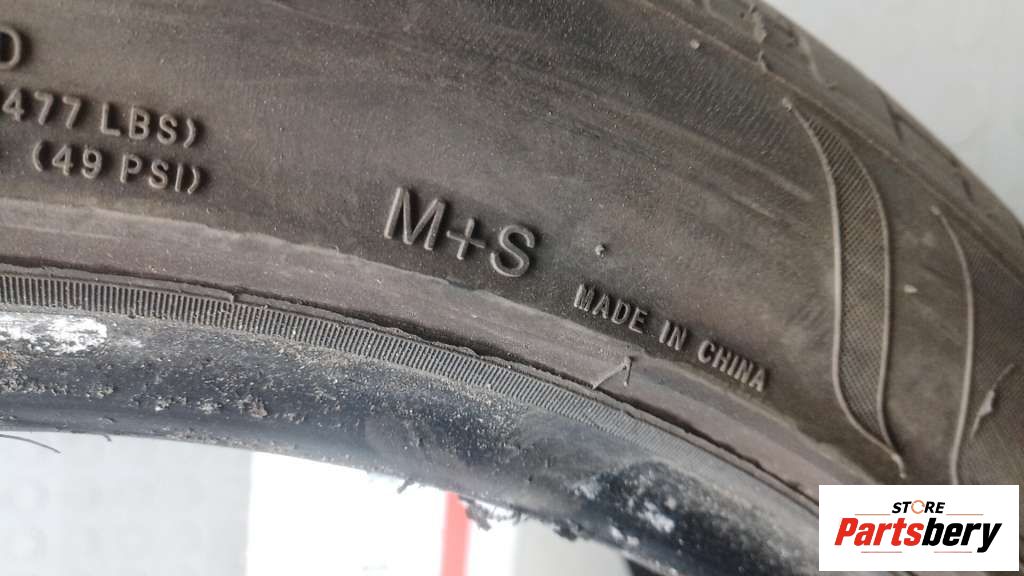 D
477 LBS)
(49 PSI)
M+S
MADE IN CHINA
STORE
Partsbery